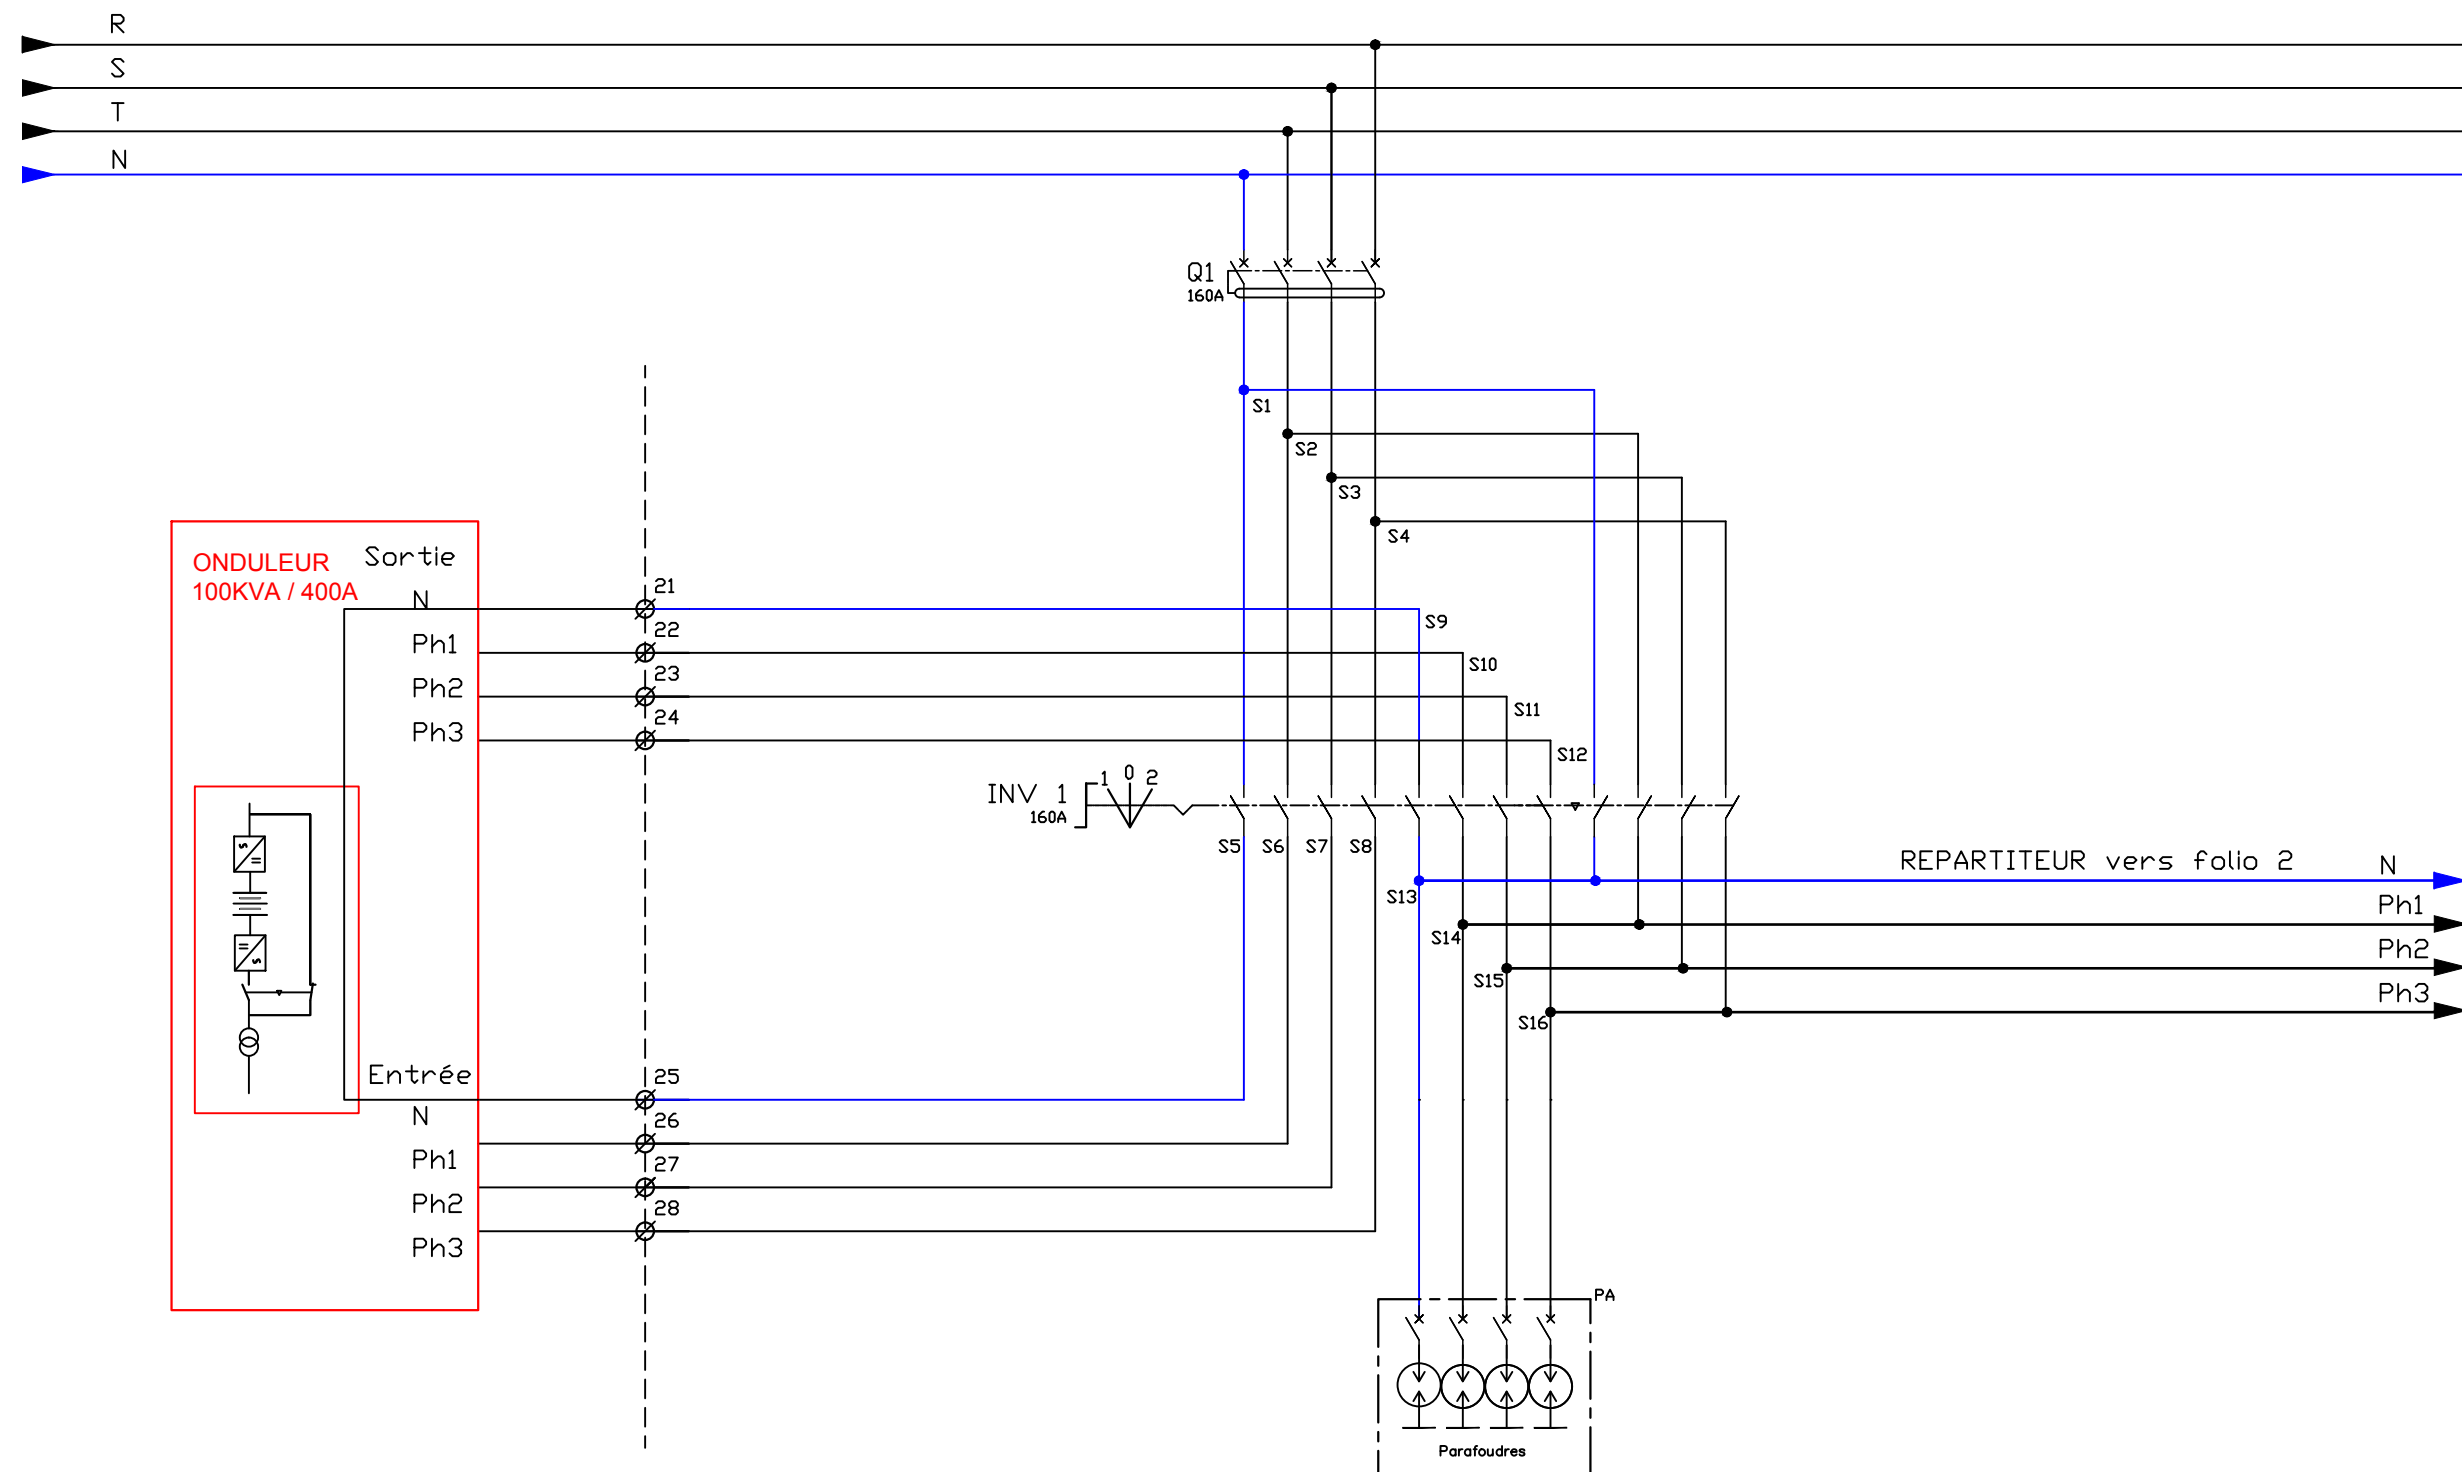 R
S
T
N
Q1
160A
S1
S2
S3
S4
ONDULEUR
100KVA / 400A
Sortie
N
Ph1
Ph2
Ph3
21
22
23
24
S9
S10
S11
S12
INV 1
160A
1 0 2
S5 S6 S7 S8
S13
S14
S15
S16
REPARTITEUR vers folio 2
N
Ph1
Ph2
Ph3
Entrée
N
Ph1
Ph2
Ph3
25
26
27
28
PA
Parafoudres